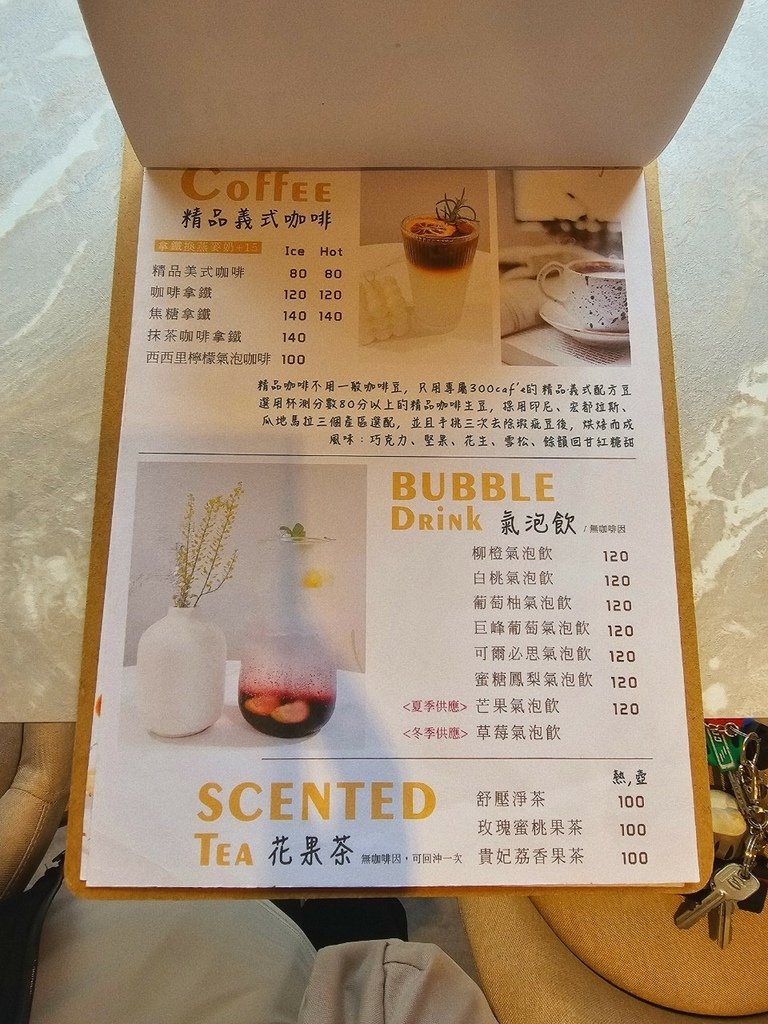 Coffee
精品義式咖啡
拿鐵換燕麥奶+15
Ice Hot
精品美式咖啡 80 80
咖啡拿鐵 120 120
焦糖拿鐵 140 140
抹茶咖啡拿鐵 140
西西里檸檬氣泡咖啡 100
精品咖啡不用一般咖啡豆，只用專屬300caf'e的精品義式配方豆
選用杯測分數80分以上的精品咖啡生豆，採用印尼、宏都拉斯、
瓜地馬拉三個產區選配，並且手挑三次去除瑕疵豆後，烘焙而成
風味：巧克力、堅果、花生、雪松、餘韻回甘紅糖甜
BUBBLE
Drink 氣泡飲 /無咖啡因
柳橙氣泡飲 120
白桃氣泡飲 120
葡萄柚氣泡飲 120
巨峰葡萄氣泡飲 120
可爾必思氣泡飲 120
蜜糖鳳梨氣泡飲 120
<夏季供應> 芒果氣泡飲 120
<冬季供應> 草莓氣泡飲
SCENTED
Tea 花果茶 無咖啡因，可回沖一次
熱,壺
舒壓淨茶 100
玫瑰蜜桃果茶 100
貴妃荔香果茶 100